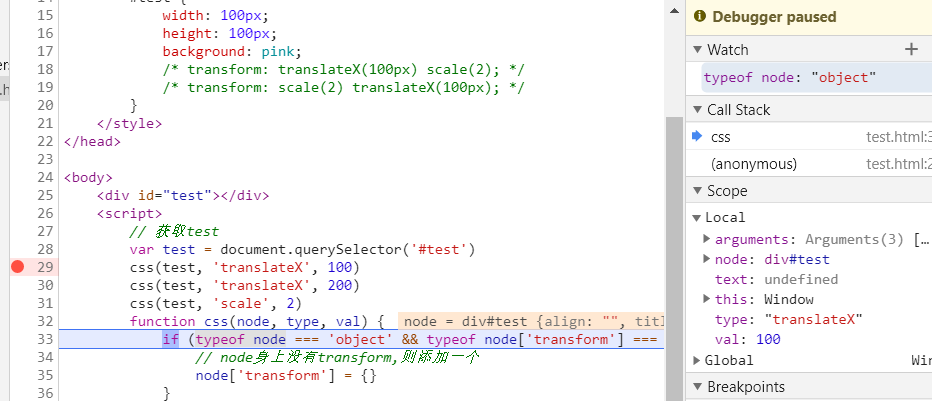 14 #test {
15 width: 100px;
16 height: 100px;
17 background: pink;
18 /* transform: translateX(100px) scale(2); */
19 /* transform: scale(2) translateX(100px); */
20 }
21 </style>
22 </head>
23
24 <body>
25 <div id="test"></div>
26 <script>
27 // 获取test
28 var test = document.querySelector('#test')
29 css(test, 'translateX', 100)
30 css(test, 'translateX', 200)
31 css(test, 'scale', 2)
32 function css(node, type, val) { node = div#test {align: "", titl
33 if (typeof node === 'object' && typeof node['transform'] ===
34 // node身上没有transform,则添加一个
35 node['transform'] = {}
36 }
Debugger paused
Watch
typeof node: "object"
Call Stack
css test.html:3
(anonymous) test.html:2
Scope
Local
arguments: Arguments(3) […
node: div#test
text: undefined
this: Window
type: "translateX"
val: 100
Global Win
Breakpoints